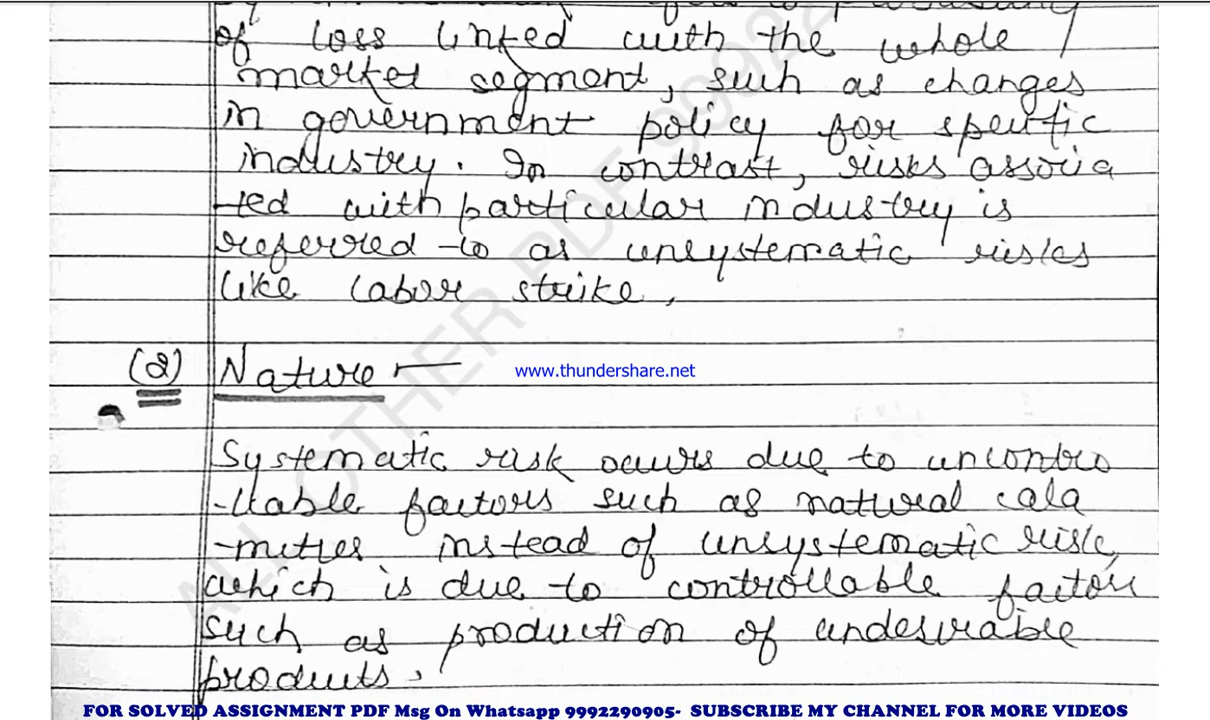 of loss linked with the whole
market segment, such as changes
in government policy for specific
industry. In contrast, risks associa
-ted with particular industry is
referred to as unsystematic risks
like labor strike,
(2) Nature —
www.thundershare.net
Systematic risk occurs due to uncontro
-llable factors such as natural cala
-mities instead of unsystematic risk,
which is due to controllable factors
such as production of undesirable
products.
ALL OTHER PDF 99922
FOR SOLVED ASSIGNMENT PDF Msg On Whatsapp 9992290905- SUBSCRIBE MY CHANNEL FOR MORE VIDEOS